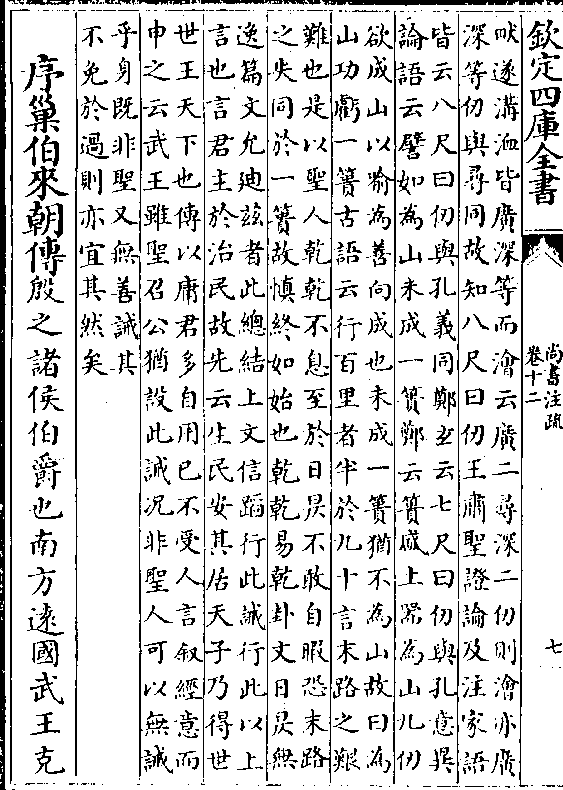 欽定四庫全書
尚書注疏
卷十二
七
畎遂溝洫皆廣深等而澮云廣二尋深二仞則澮亦廣
深等仞與尋同故知八尺曰仞王肅聖證論及注家語
皆云八尺曰仞與孔義同鄭玄云七尺曰仞與孔意異
論語云譬如為山未成一簣鄭云簣盛上器為山九仞
欲成山以喻為善向成也未成一簣猶不為山故曰為
山功虧一簣古語云行百里者半於九十言末路之艱
難也是以聖人乾乾不息至於日昃不敢自暇恐末路
之失同於一簣故慎終如始也乾乾易乾卦文日昃無
逸篇文允迪茲者此總結上文信蹈行此誡行此以上
言也言君主於治民故先云生民安其居天子乃得世
世王天下也傳以庸君多自用已不受人言叙經意而
申之云武王雖聖召公猶設此誡况非聖人可以無誡
乎身既非聖又無善誡其
不免於過則亦宜其然矣
序巢伯來朝傳殷之諸侯伯爵也南方遠國武王克